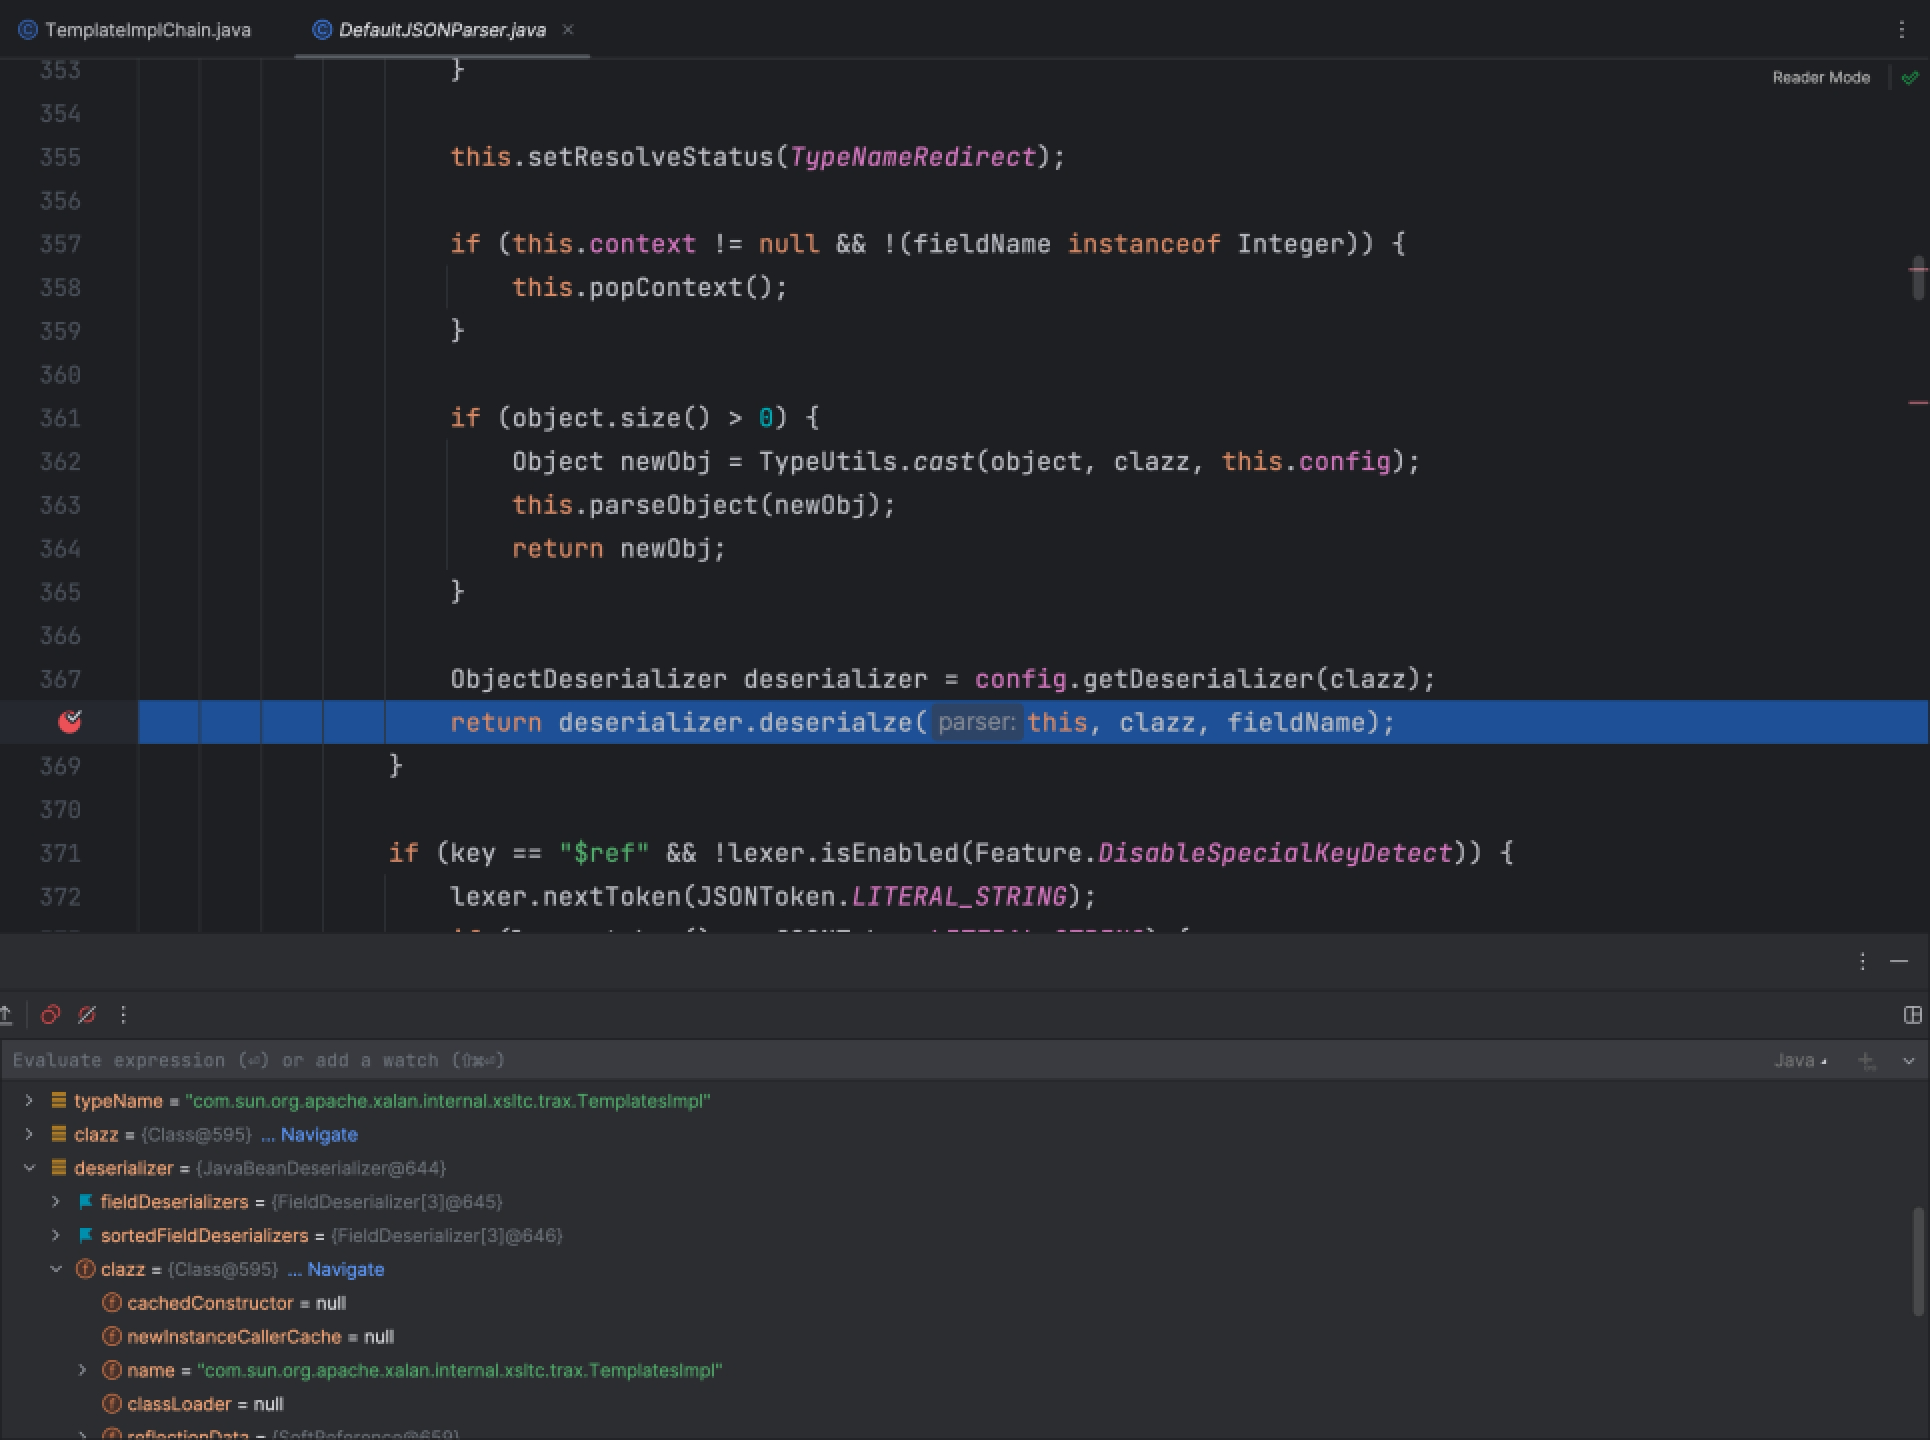 TemplateImplChain.java DefaultJSONParser.java
Reader Mode
353 }
354
355 this.setResolveStatus(TypeNameRedirect);
356
357 if (this.context != null && !(fieldName instanceof Integer)) {
358 this.popContext();
359 }
360
361 if (object.size() > 0) {
362 Object newObj = TypeUtils.cast(object, clazz, this.config);
363 this.parseObject(newObj);
364 return newObj;
365 }
366
367 ObjectDeserializer deserializer = config.getDeserializer(clazz);
return deserializer.deserialze( parser: this, clazz, fieldName);
369 }
370
371 if (key == "$ref" && !lexer.isEnabled(Feature.DisableSpecialKeyDetect)) {
372 lexer.nextToken(JSONToken.LITERAL_STRING);
Evaluate expression (⏎) or add a watch (⇧⌘⏎) Java
typeName = "com.sun.org.apache.xalan.internal.xsltc.trax.TemplatesImpl"
clazz = {Class@595} ... Navigate
deserializer = {JavaBeanDeserializer@644}
fieldDeserializers = {FieldDeserializer[3]@645}
sortedFieldDeserializers = {FieldDeserializer[3]@646}
clazz = {Class@595} ... Navigate
cachedConstructor = null
newInstanceCallerCache = null
name = "com.sun.org.apache.xalan.internal.xsltc.trax.TemplatesImpl"
classLoader = null
reflectionData = {SoftReference@659}